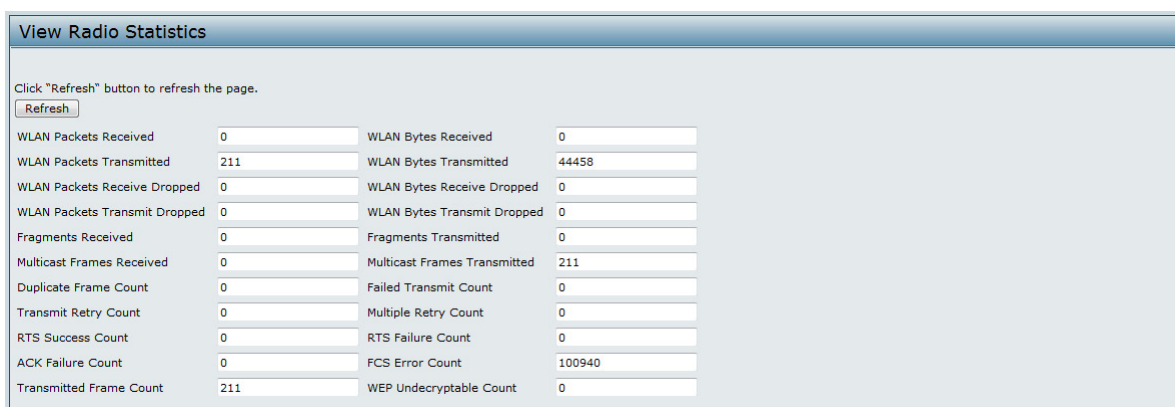 View Radio Statistics
Click "Refresh" button to refresh the page.
Refresh
WLAN Packets Received 0 WLAN Bytes Received 0
WLAN Packets Transmitted 211 WLAN Bytes Transmitted 44458
WLAN Packets Receive Dropped 0 WLAN Bytes Receive Dropped 0
WLAN Packets Transmit Dropped 0 WLAN Bytes Transmit Dropped 0
Fragments Received 0 Fragments Transmitted 0
Multicast Frames Received 0 Multicast Frames Transmitted 211
Duplicate Frame Count 0 Failed Transmit Count 0
Transmit Retry Count 0 Multiple Retry Count 0
RTS Success Count 0 RTS Failure Count 0
ACK Failure Count 0 FCS Error Count 100940
Transmitted Frame Count 211 WEP Undecryptable Count 0